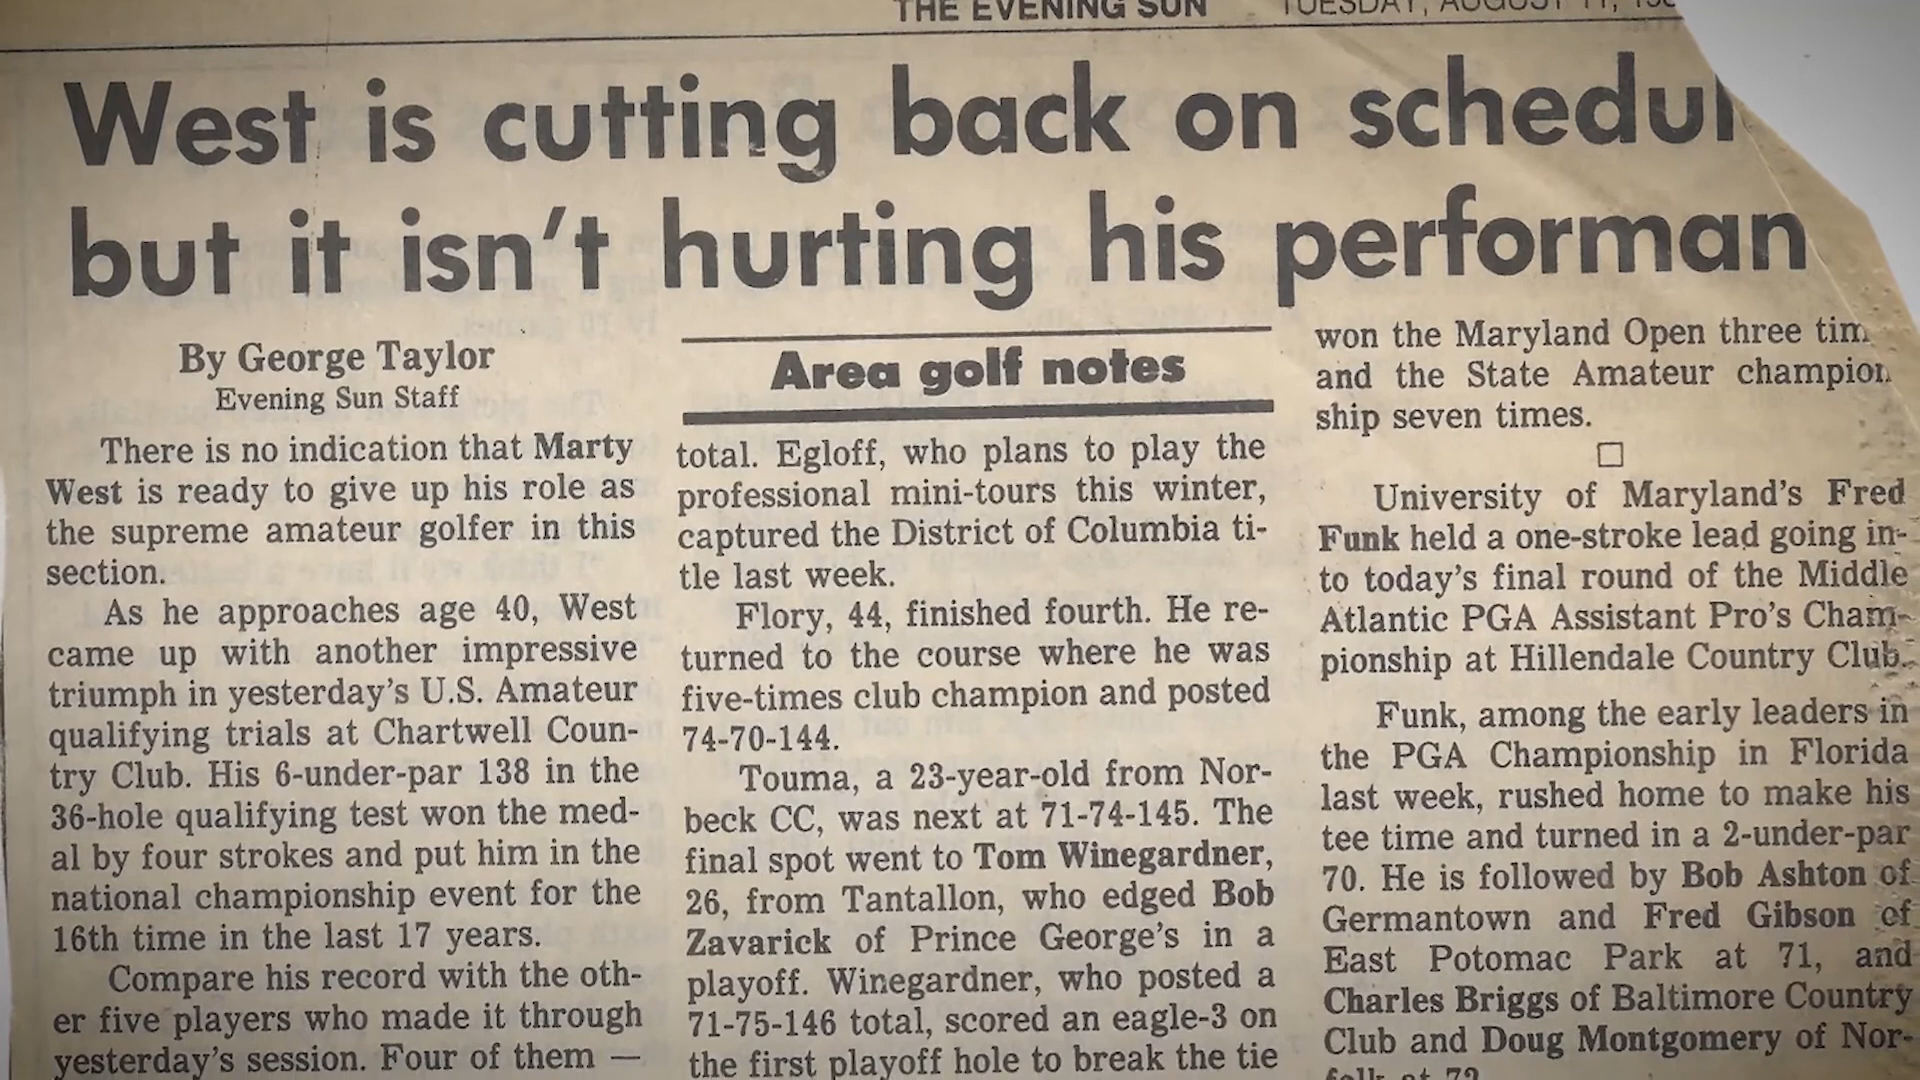 THE EVENING SUN TUESDAY, AUGUST 11,
West is cutting back on schedul
but it isn't hurting his performan
By George Taylor
Evening Sun Staff
There is no indication that Marty
West is ready to give up his role as
the supreme amateur golfer in this
section.
As he approaches age 40, West
came up with another impressive
triumph in yesterday's U.S. Amateur
qualifying trials at Chartwell Coun-
try Club. His 6-under-par 138 in the
36-hole qualifying test won the med-
al by four strokes and put him in the
national championship event for the
16th time in the last 17 years.
Compare his record with the oth-
er five players who made it through
yesterday's session. Four of them —
Area golf notes
total. Egloff, who plans to play the
professional mini-tours this winter,
captured the District of Columbia ti-
tle last week.
Flory, 44, finished fourth. He re-
turned to the course where he was
five-times club champion and posted
74-70-144.
Touma, a 23-year-old from Nor-
beck CC, was next at 71-74-145. The
final spot went to Tom Winegardner,
26, from Tantallon, who edged Bob
Zavarick of Prince George's in a
playoff. Winegardner, who posted a
71-75-146 total, scored an eagle-3 on
the first playoff hole to break the tie
won the Maryland Open three tim
and the State Amateur champion
ship seven times.
University of Maryland's Fred
Funk held a one-stroke lead going in-
to today's final round of the Middle
Atlantic PGA Assistant Pro's Cham-
pionship at Hillendale Country Club.
Funk, among the early leaders in
the PGA Championship in Florida
last week, rushed home to make his
tee time and turned in a 2-under-par
70. He is followed by Bob Ashton of
Germantown and Fred Gibson of
East Potomac Park at 71, and
Charles Briggs of Baltimore Country
Club and Doug Montgomery of Nor-
folk at 72